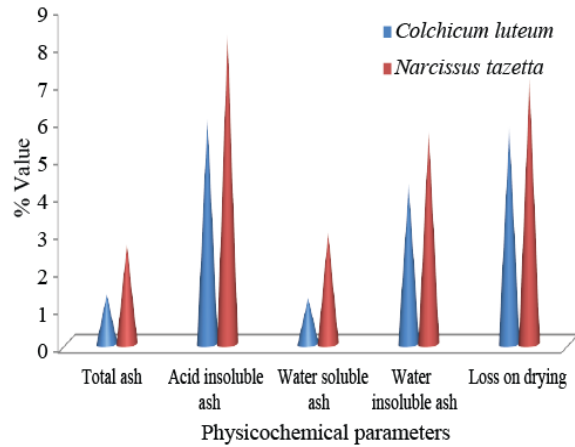 9
8
7
6
5
4
3
2
1
0
% Value
Colchicum luteum
Narcissus tazetta
Total ash
Acid insoluble
ash
Water soluble
ash
Water
insoluble ash
Loss on drying
Physicochemical parameters